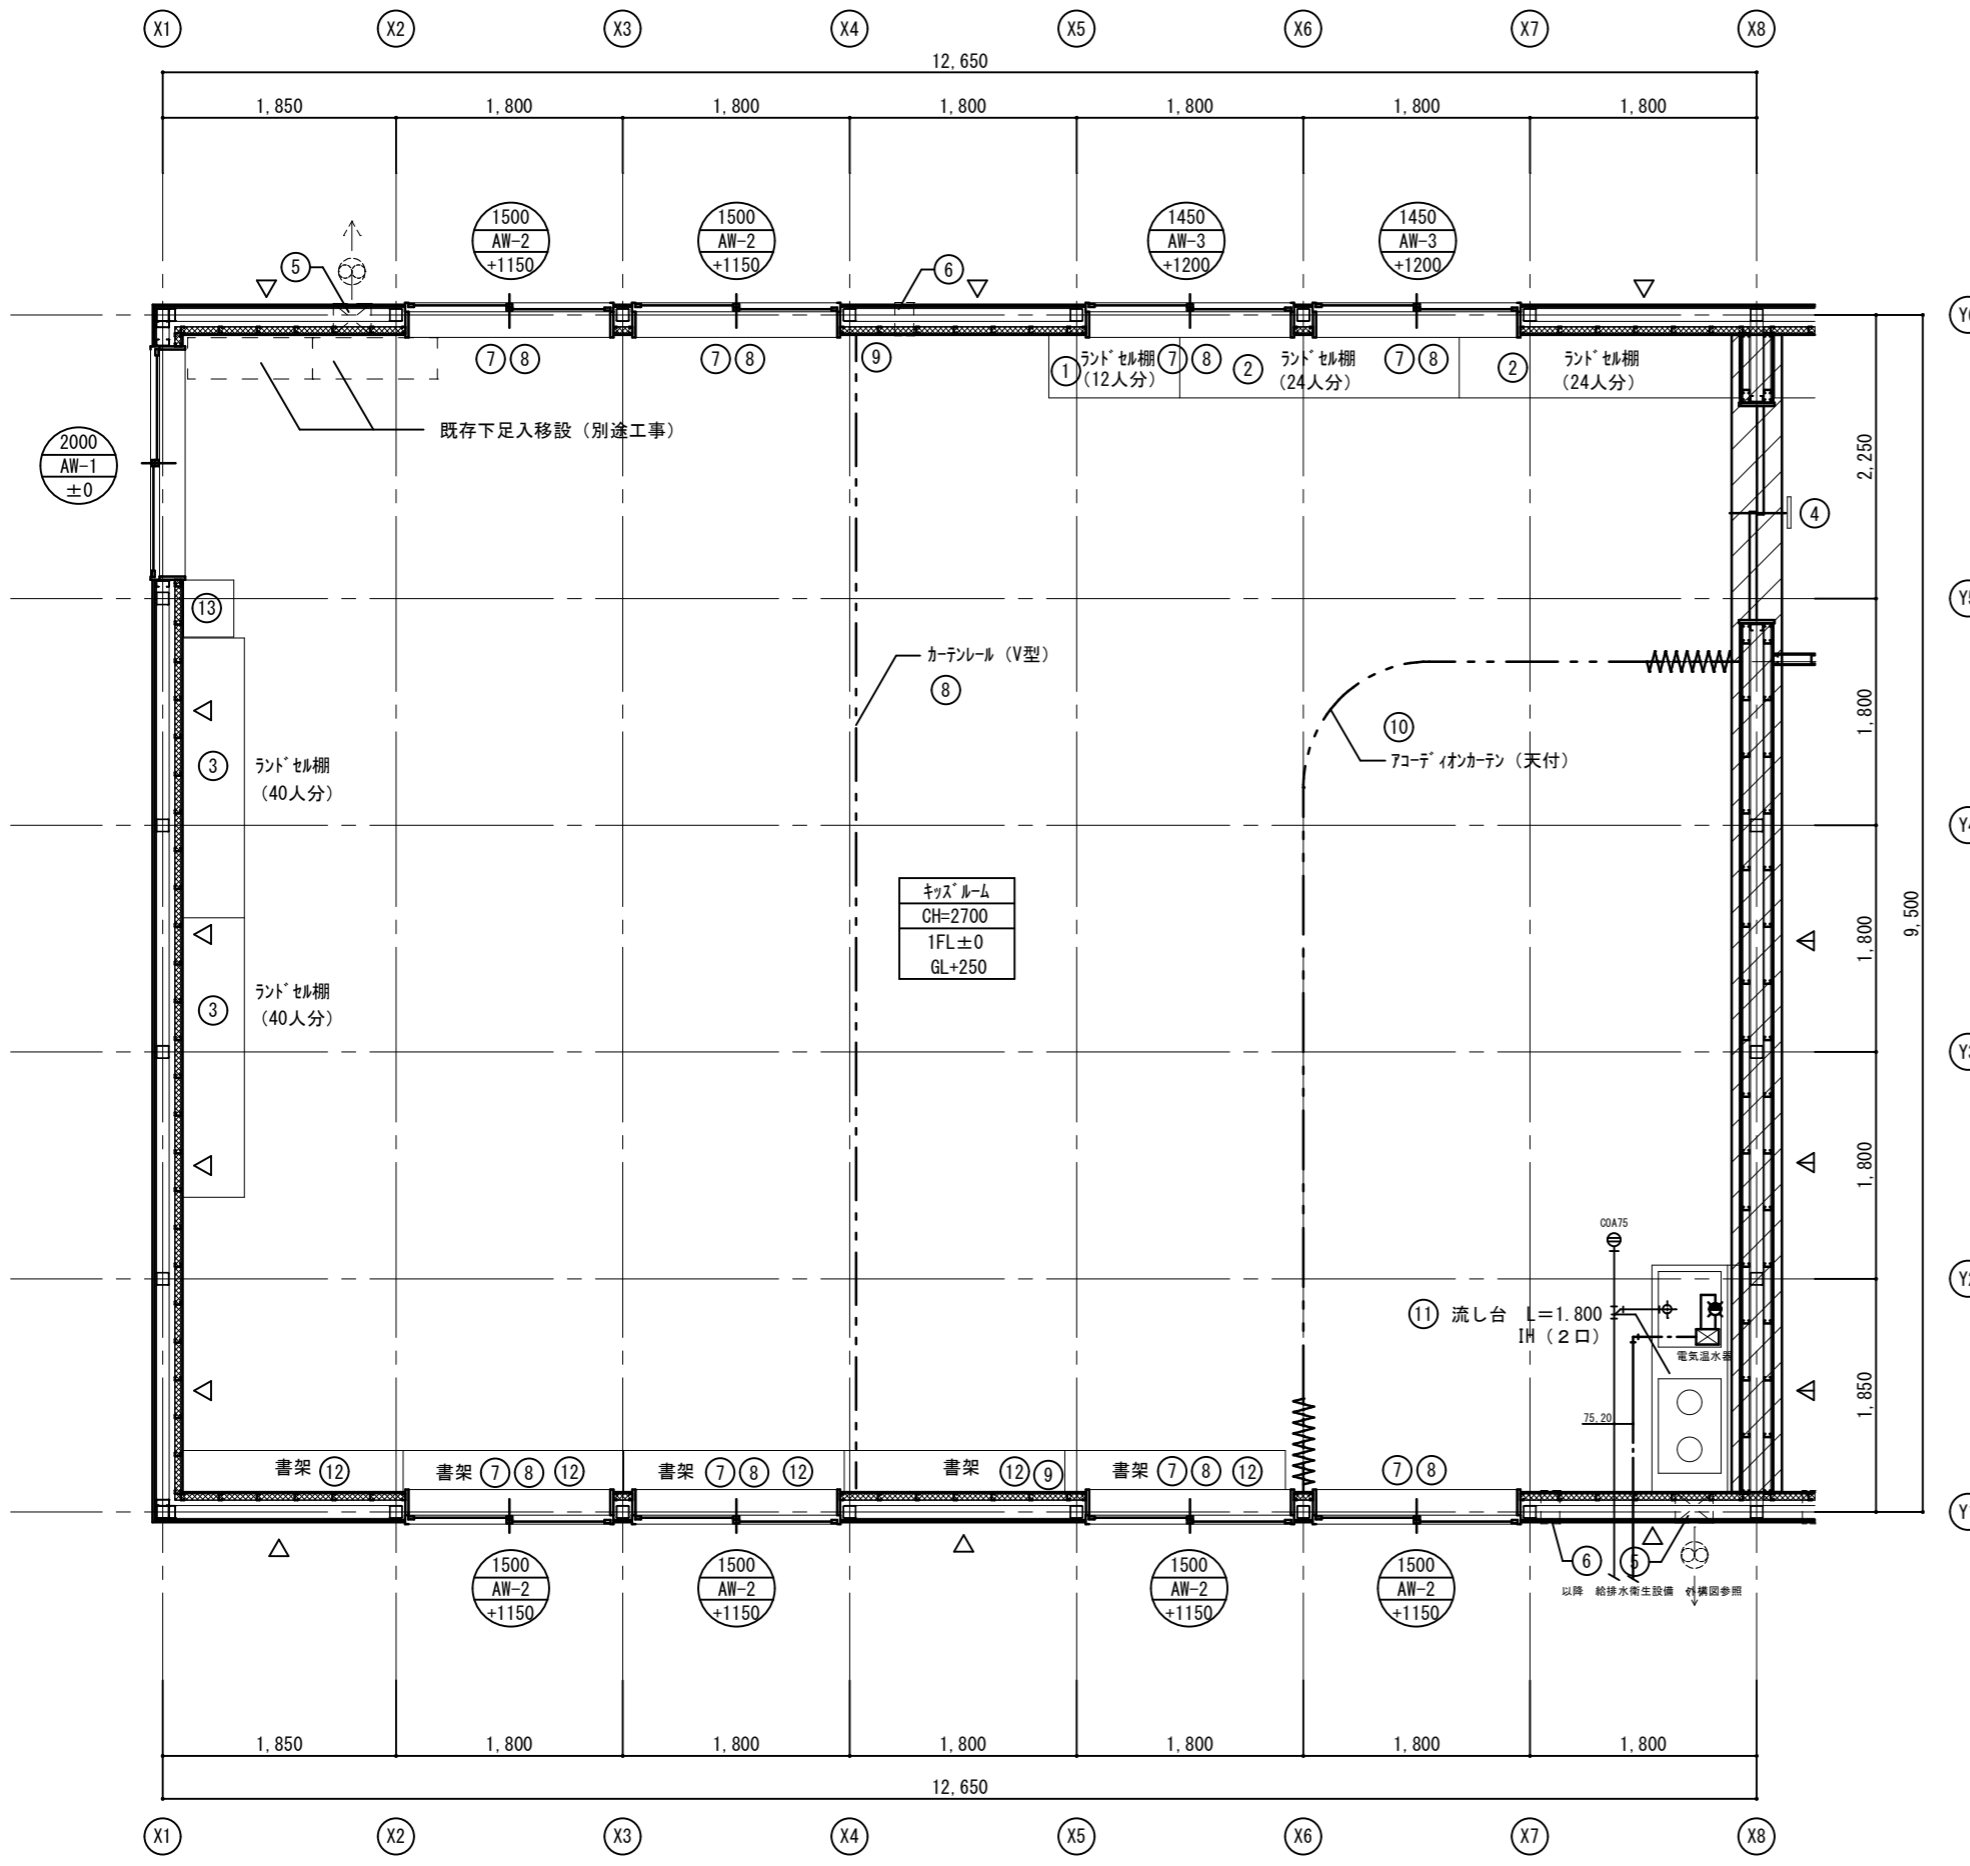 X1 X2 X3 X4 X5 X6 X7 X8
12,650
1,850 1,800 1,800 1,800 1,800 1,800 1,800
1500 1500 1450 1450
AW-2 AW-2 AW-3 AW-3
+1150 +1150 +1200 +1200
⑤ ⑥
⑦ ⑧ ⑦ ⑧ ⑨ ① ランドセル棚 ⑦ ⑧ ② ランドセル棚 ⑦ ⑧ ② ランドセル棚
(12人分) (24人分) (24人分)
既存下足入移設（別途工事）
2000
AW-1
±0
④
⑬
カーテンレール（V型）
⑧
⑩
アコーディオンカーテン（天付）
③ ランドセル棚
(40人分)
キッズルーム
CH=2700
1FL±0
GL+250
③ ランドセル棚
(40人分)
COA75
⑪ 流し台 L=1.800
IH（２口）
電気温水器
75,20
書架 ⑫ 書架 ⑦ ⑧ ⑫ 書架 ⑦ ⑧ ⑫ 書架 ⑫ ⑨ 書架 ⑦ ⑧ ⑫ ⑦ ⑧
⑥ ⑤
以降 給排水衛生設備 外構図参照
1500 1500 1500 1500
AW-2 AW-2 AW-2 AW-2
+1150 +1150 +1150 +1150
1,850 1,800 1,800 1,800 1,800 1,800 1,800
12,650
X1 X2 X3 X4 X5 X6 X7 X8
2,250
1,800
1,800
1,800
1,850
9,500
Y6
Y5
Y4
Y3
Y2
Y1